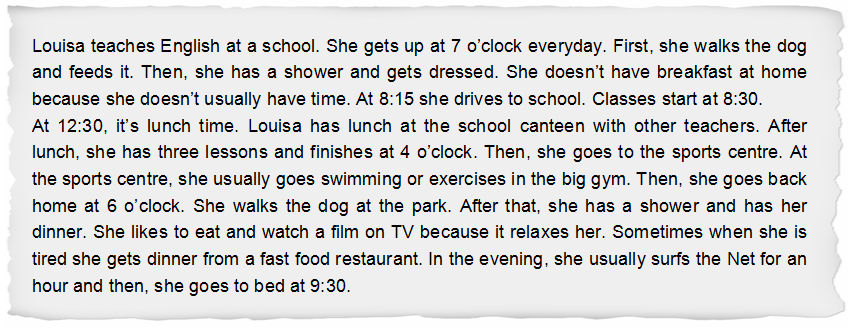 Louisa teaches English at a school. She gets up at 7 o’clock everyday. First, she walks the dog
and feeds it. Then, she has a shower and gets dressed. She doesn’t have breakfast at home
because she doesn’t usually have time. At 8:15 she drives to school. Classes start at 8:30.
At 12:30, it’s lunch time. Louisa has lunch at the school canteen with other teachers. After
lunch, she has three lessons and finishes at 4 o’clock. Then, she goes to the sports centre. At
the sports centre, she usually goes swimming or exercises in the big gym. Then, she goes back
home at 6 o’clock. She walks the dog at the park. After that, she has a shower and has her
dinner. She likes to eat and watch a film on TV because it relaxes her. Sometimes when she is
tired she gets dinner from a fast food restaurant. In the evening, she usually surfs the Net for an
hour and then, she goes to bed at 9:30.